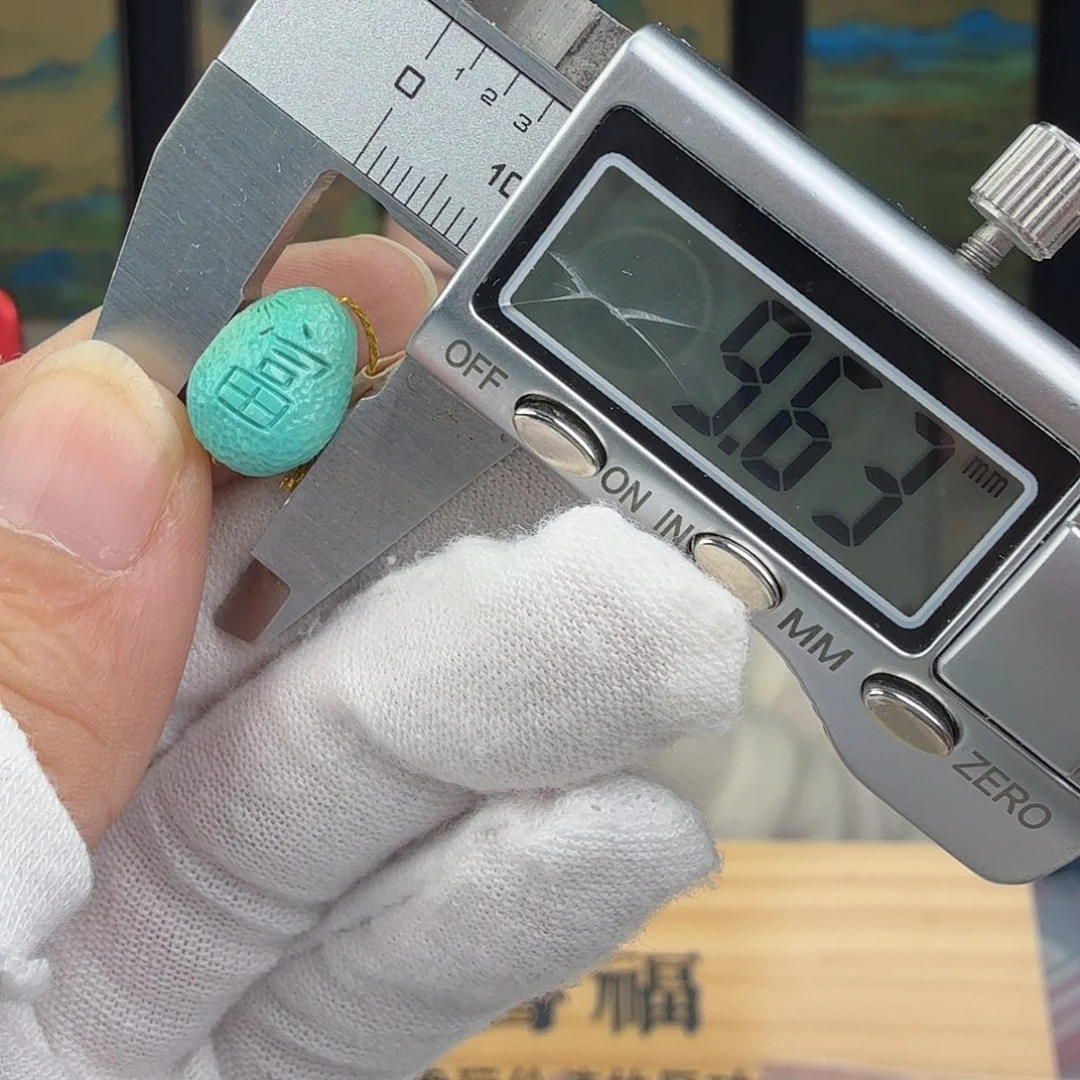 0 1 2 3
10
9.63 mm
OFF
ON
IN
MM
ZERO
福